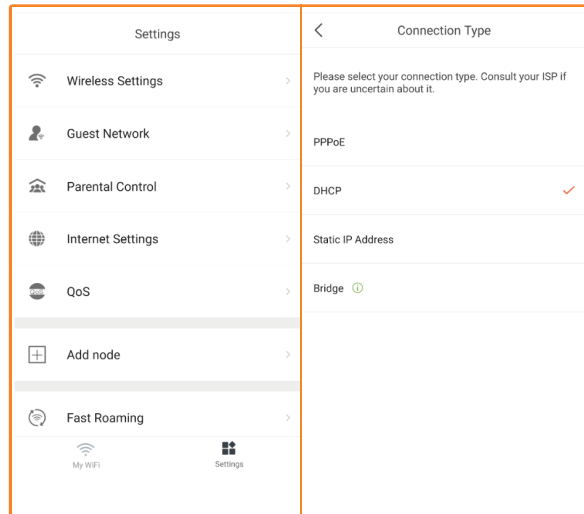 Settings
Wireless Settings
Guest Network
Parental Control
Internet Settings
QoS
Add node
Fast Roaming
My WiFi
Settings
Connection Type
Please select your connection type. Consult your ISP if
you are uncertain about it.
PPPoE
DHCP
Static IP Address
Bridge